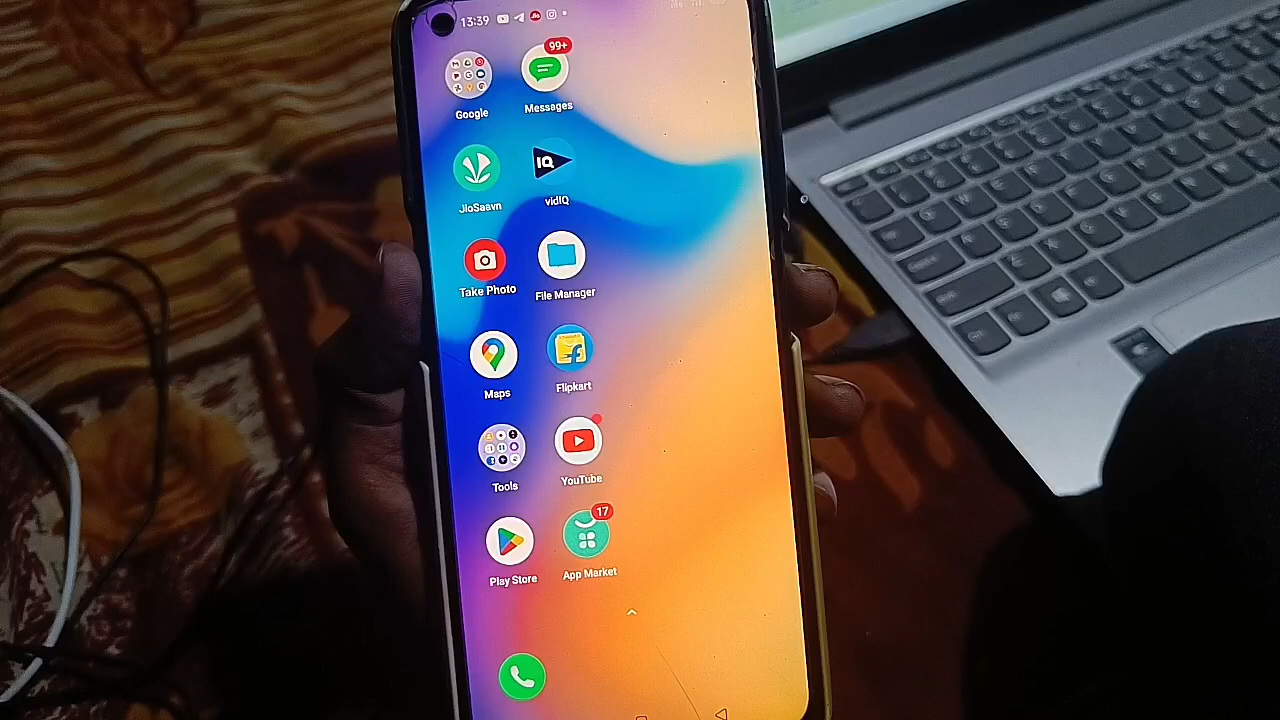 13:39
99+
Google
Messages
JioSaavn
IQ
vidIQ
Take Photo
File Manager
Maps
Flipkart
Tools
YouTube
17
Play Store
App Market